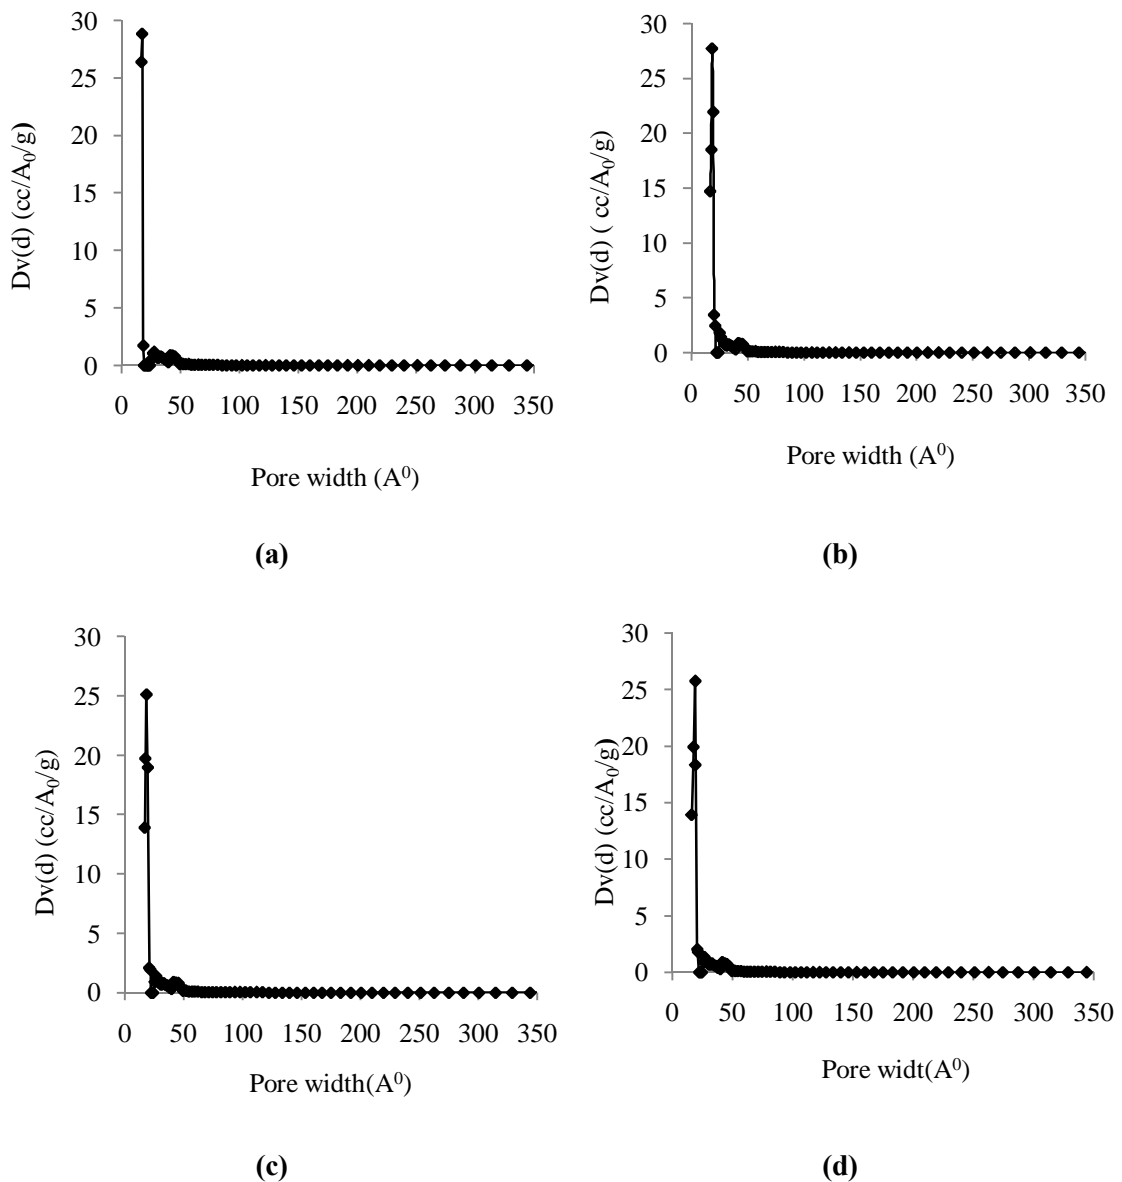 30
25
20
15
10
5
0
0 50 100 150 200 250 300 350
Dv(d) (cc/A₀/g)
Pore width (A⁰)
(a)
30
25
20
15
10
5
0
0 50 100 150 200 250 300 350
Dv(d) ( cc/A₀/g)
Pore width (A⁰)
(b)
30
25
20
15
10
5
0
0 50 100 150 200 250 300 350
Dv(d) (cc/A₀/g)
Pore width(A⁰)
(c)
30
25
20
15
10
5
0
0 50 100 150 200 250 300 350
Dv(d) (cc/A₀/g)
Pore widt(A⁰)
(d)